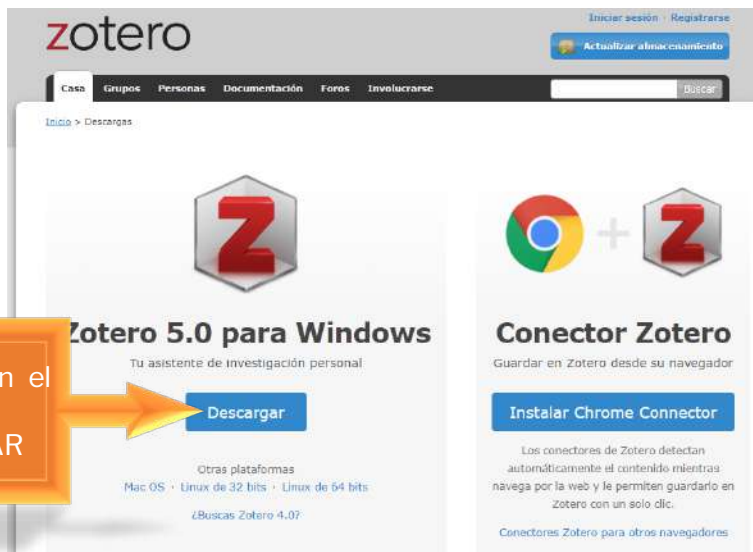 zotero
Iniciar sesión · Registrarse
Actualizar almacenamiento
Casa Grupos Personas Documentación Foros Involucrarse
Buscar
Inicio > Descargas
Zotero 5.0 para Windows
Tu asistente de investigación personal
Descargar
Otras plataformas
Mac OS · Linux de 32 bits · Linux de 64 bits
¿Buscas Zotero 4.0?
n el
AR
Conector Zotero
Guardar en Zotero desde su navegador
Instalar Chrome Connector
Los conectores de Zotero detectan
automáticamente el contenido mientras
navega por la web y le permiten guardarlo en
Zotero con un solo clic.
Conectores Zotero para otros navegadores